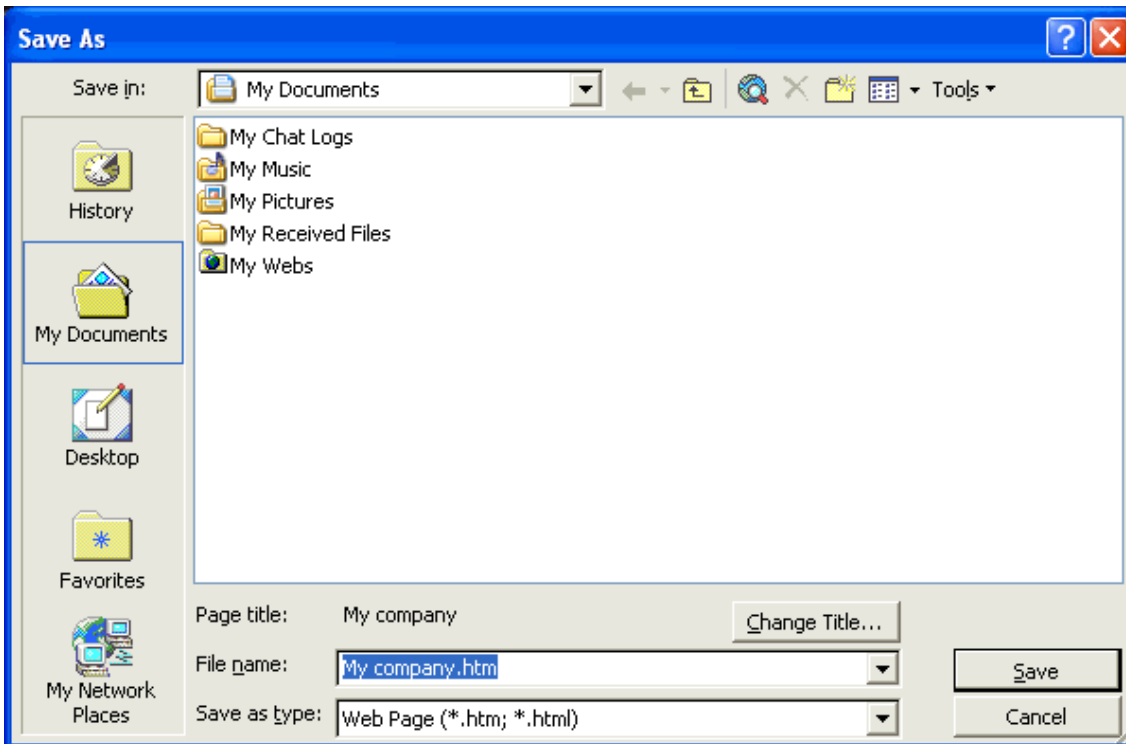 Save As
Save in:
My Documents
Tools
My Chat Logs
My Music
My Pictures
My Received Files
My Webs
History
My Documents
Desktop
Favorites
My Network
Places
Page title:
My company
Change Title...
File name:
My company.htm
Save
Save as type:
Web Page (*.htm; *.html)
Cancel